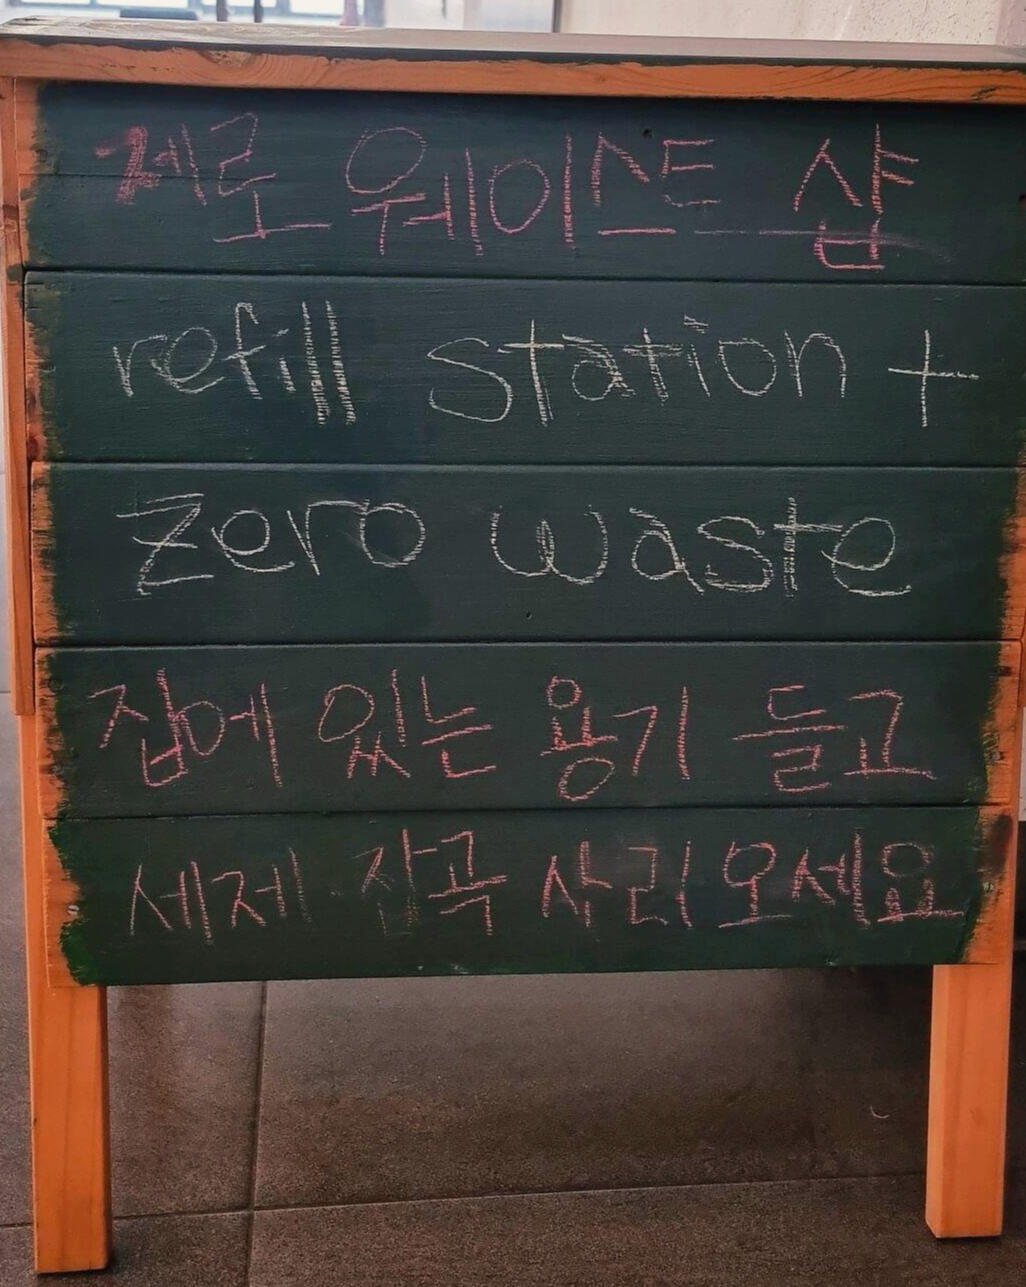 제로 웨이스트 샵
refill station +
zero waste
집에 있는 용기 들고
세제 잡곡 사러 오세요